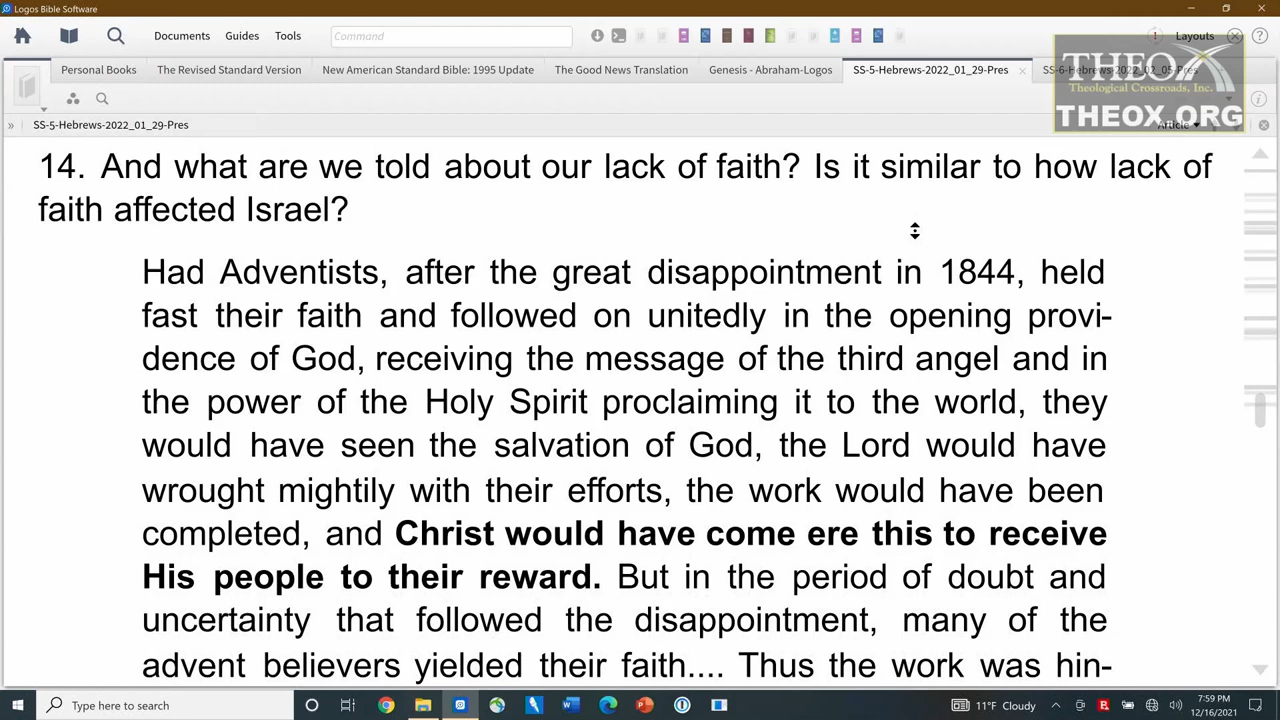 Logos Bible Software
Documents Guides Tools Command Layouts
Personal Books The Revised Standard Version New Am Bibl 1995 Update The Good News Translation Genesis - Abraham-Logos SS-5-Hebrews-2022_01_29-Pres SS-6-Hebrews-2022_02_05-Pres
THEOX
Theological Crossroads, Inc.
THEOX.ORG
SS-5-Hebrews-2022_01_29-Pres Article
14. And what are we told about our lack of faith? Is it similar to how lack of
faith affected Israel?
Had Adventists, after the great disappointment in 1844, held
fast their faith and followed on unitedly in the opening provi-
dence of God, receiving the message of the third angel and in
the power of the Holy Spirit proclaiming it to the world, they
would have seen the salvation of God, the Lord would have
wrought mightily with their efforts, the work would have been
completed, and Christ would have come ere this to receive
His people to their reward. But in the period of doubt and
uncertainty that followed the disappointment, many of the
advent believers yielded their faith.... Thus the work was hin-
Type here to search
11°F Cloudy
7:59 PM
12/16/2021